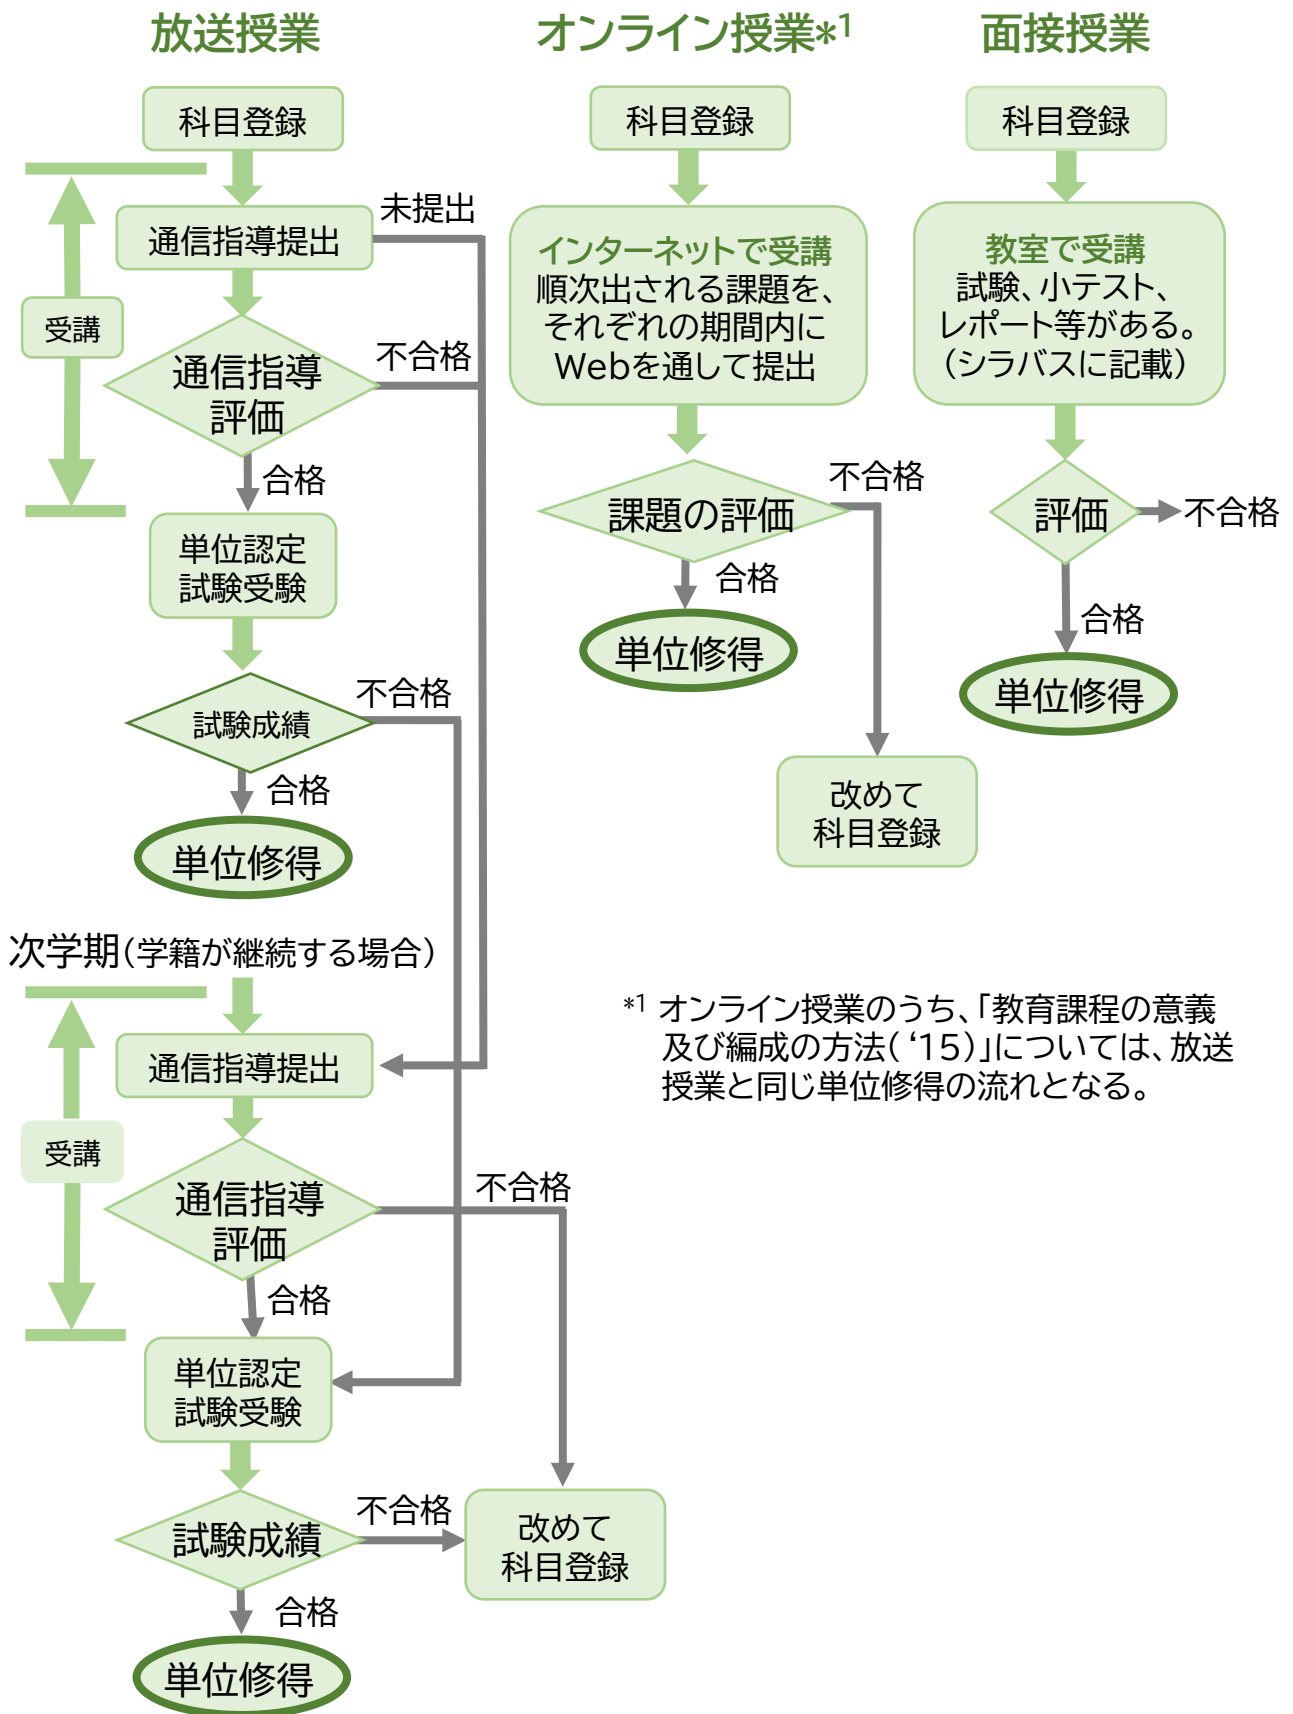 放送授業
科目登録
通信指導提出
未提出
受講
通信指導
評価
不合格
合格
単位認定
試験受験
試験成績
不合格
合格
単位修得
次学期(学籍が継続する場合)
通信指導提出
受講
通信指導
評価
不合格
合格
単位認定
試験受験
試験成績
不合格
改めて
科目登録
合格
単位修得
オンライン授業*1
科目登録
インターネットで受講
順次出される課題を、
それぞれの期間内に
Webを通して提出
課題の評価
不合格
合格
単位修得
改めて
科目登録
面接授業
科目登録
教室で受講
試験、小テスト、
レポート等がある。
(シラバスに記載)
評価
不合格
合格
単位修得
*1 オンライン授業のうち、「教育課程の意義
及び編成の方法(‘15)」については、放送
授業と同じ単位修得の流れとなる。